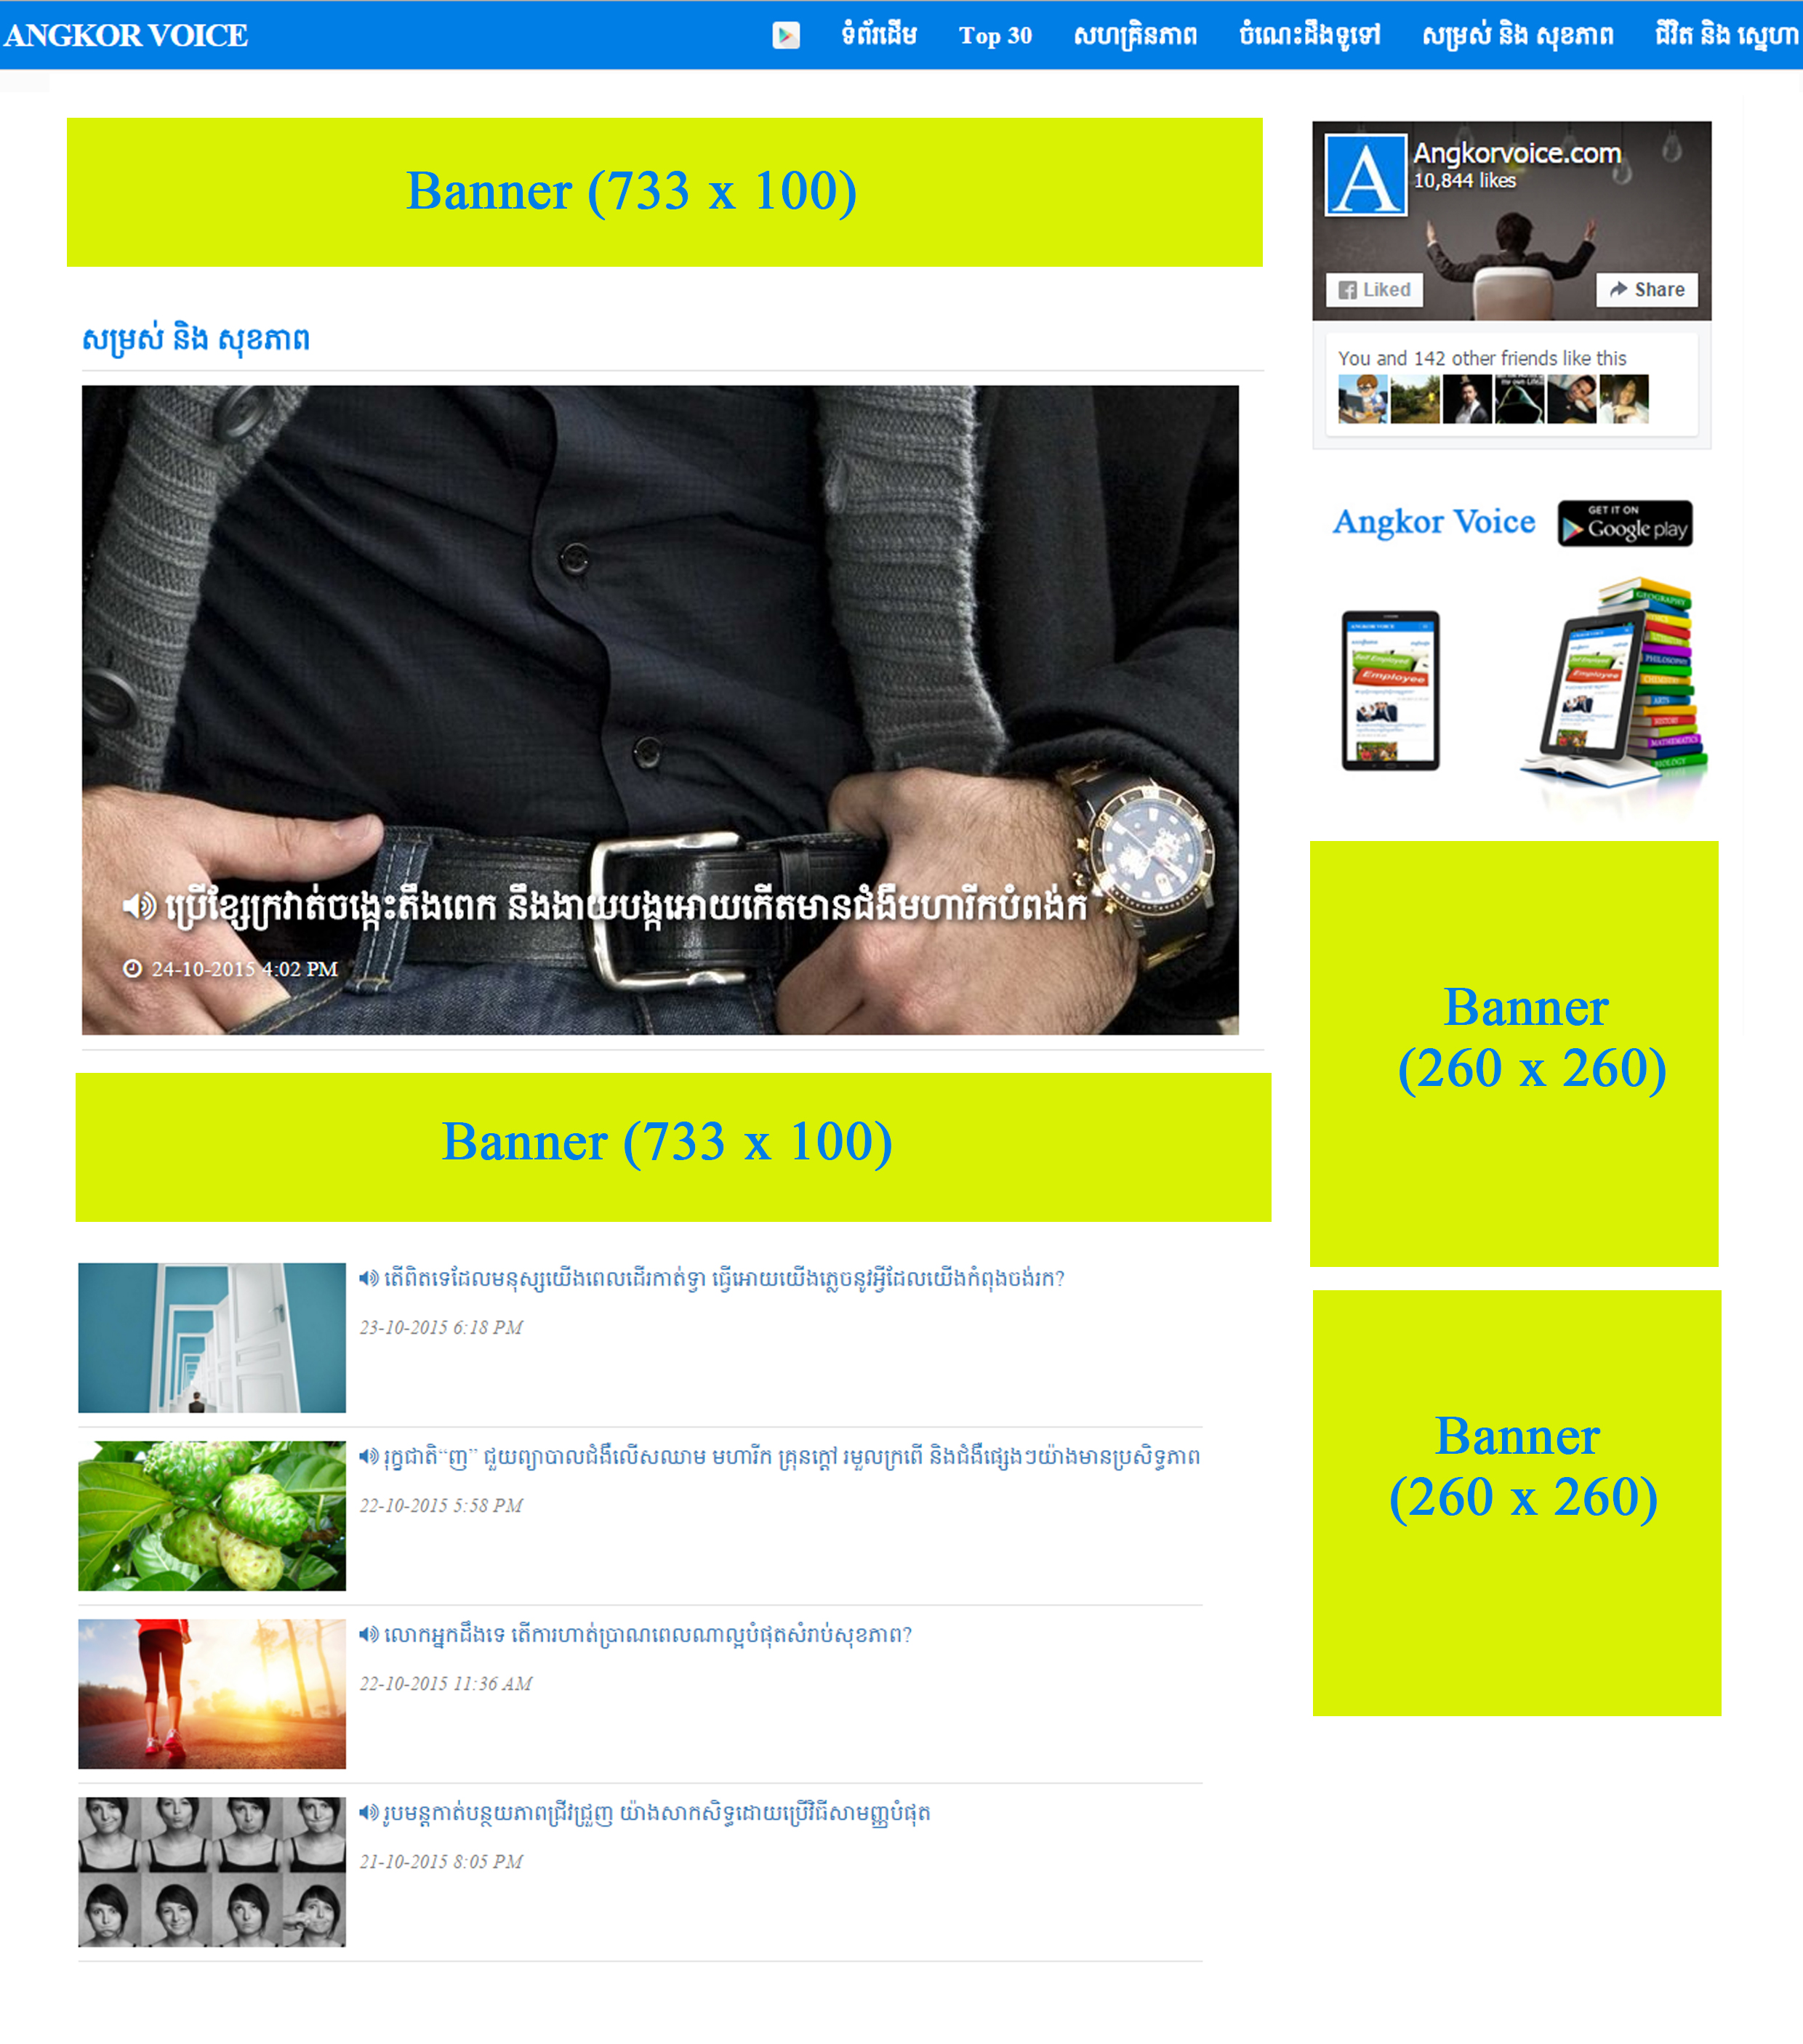 ANGKOR VOICE
ទំព័រដើម Top 30 សហគ្រិនភាព ចំណេះដឹងទូទៅ សម្រស់ និង សុខភាព ជីវិត និង ស្នេហា
Banner (733 x 100)
សម្រស់ និង សុខភាព
ប្រើខ្សែក្រវាត់ចង្កេះតឹងពេក នឹងងាយបង្កអោយកើតមានជំងឺមហារីកបំពង់ក
24-10-2015 4:02 PM
Banner (733 x 100)
តើពិតទេដែលមនុស្សយើងពេលដើរកាត់ទ្វា ធ្វើអោយយើងភ្លេចនូវអ្វីដែលយើងកំពុងចង់រក?
23-10-2015 6:18 PM
រុក្ខជាតិ“ញ” ជួយព្យាបាលជំងឺលើសឈាម មហារីក គ្រុនក្តៅ រមួលក្រពើ និងជំងឺផ្សេងៗយ៉ាងមានប្រសិទ្ធភាព
22-10-2015 5:58 PM
លោកអ្នកដឹងទេ តើការហាត់ប្រាណពេលណាល្អបំផុតសំរាប់សុខភាព?
22-10-2015 11:36 AM
រូបមន្តកាត់បន្ថយភាពជ្រីវជ្រួញ យ៉ាងសាកសិទ្ធដោយប្រើវិធីសាមញ្ញបំផុត
21-10-2015 8:05 PM
Angkorvoice.com
10,844 likes
Liked
Share
You and 142 other friends like this
Angkor Voice
GET IT ON
Google play
ANGKOR VOICE
Self Employed
Employee
GEOGRAPHY
PHILOSOPHY
CHEMISTRY
ARTS
HISTORY
MATHEMATICS
BIOLOGY
Banner
(260 x 260)
Banner
(260 x 260)